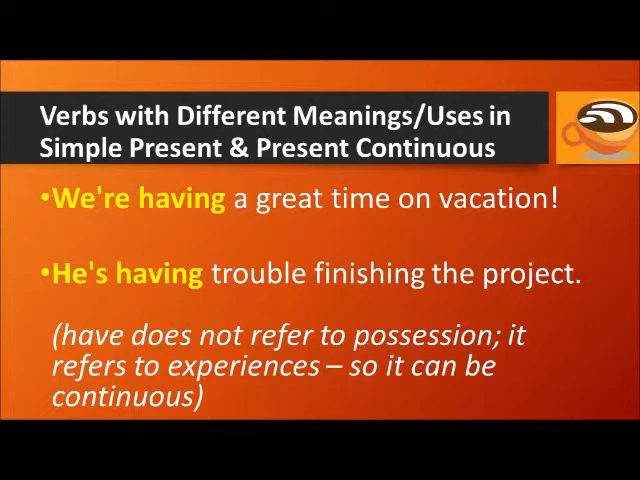 Verbs with Different Meanings/Uses in
Simple Present & Present Continuous
•We're having a great time on vacation!
•He's having trouble finishing the project.
(have does not refer to possession; it
refers to experiences – so it can be
continuous)